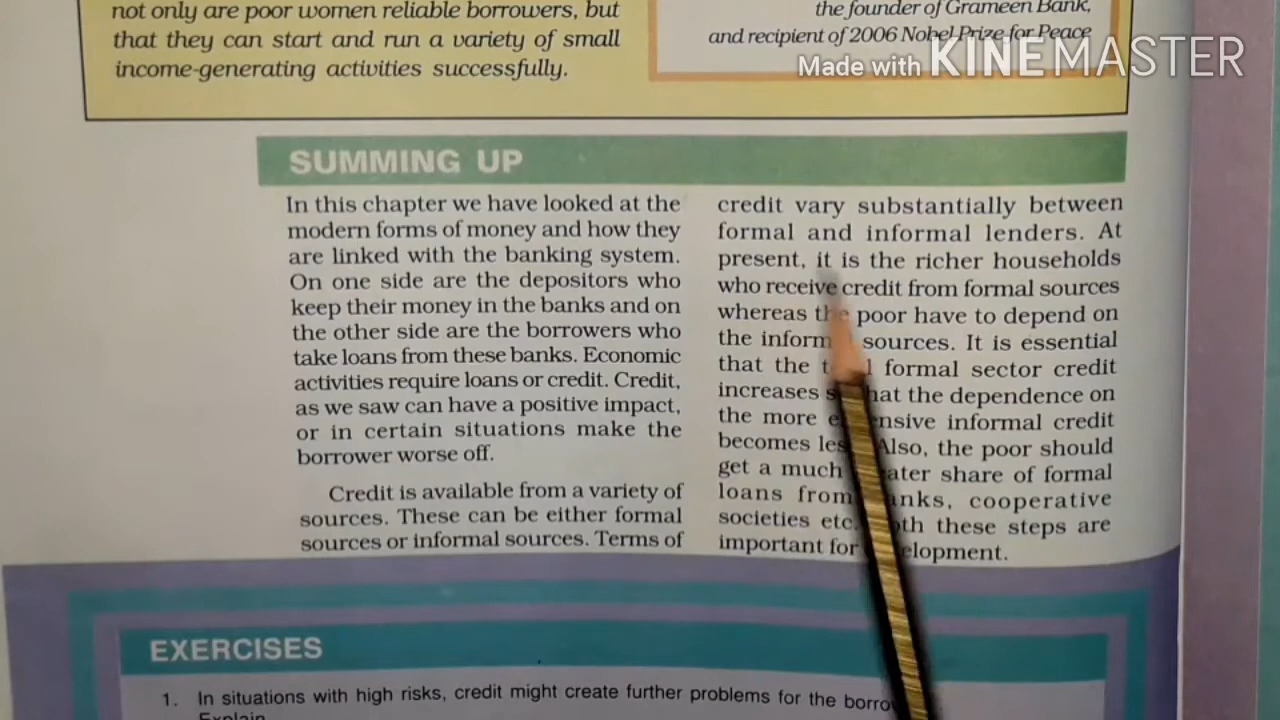 not only are poor women reliable borrowers, but
that they can start and run a variety of small
income-generating activities successfully.
the founder of Grameen Bank,
and recipient of 2006 Nobel Prize for Peace
Made with KINEMASTER
SUMMING UP
In this chapter we have looked at the
modern forms of money and how they
are linked with the banking system.
On one side are the depositors who
keep their money in the banks and on
the other side are the borrowers who
take loans from these banks. Economic
activities require loans or credit. Credit,
as we saw can have a positive impact,
or in certain situations make the
borrower worse off.
Credit is available from a variety of
sources. These can be either formal
sources or informal sources. Terms of
credit vary substantially between
formal and informal lenders. At
present, it is the richer households
who receive credit from formal sources
whereas the poor have to depend on
the sources. It is essential
that the formal sector credit
increases that the dependence on
the more informal credit
becomes Also, the poor should
get a much share of formal
loans from cooperative
societies etc. these steps are
important for
EXERCISES
1. In situations with high risks, credit might create further problems for the
Explain.